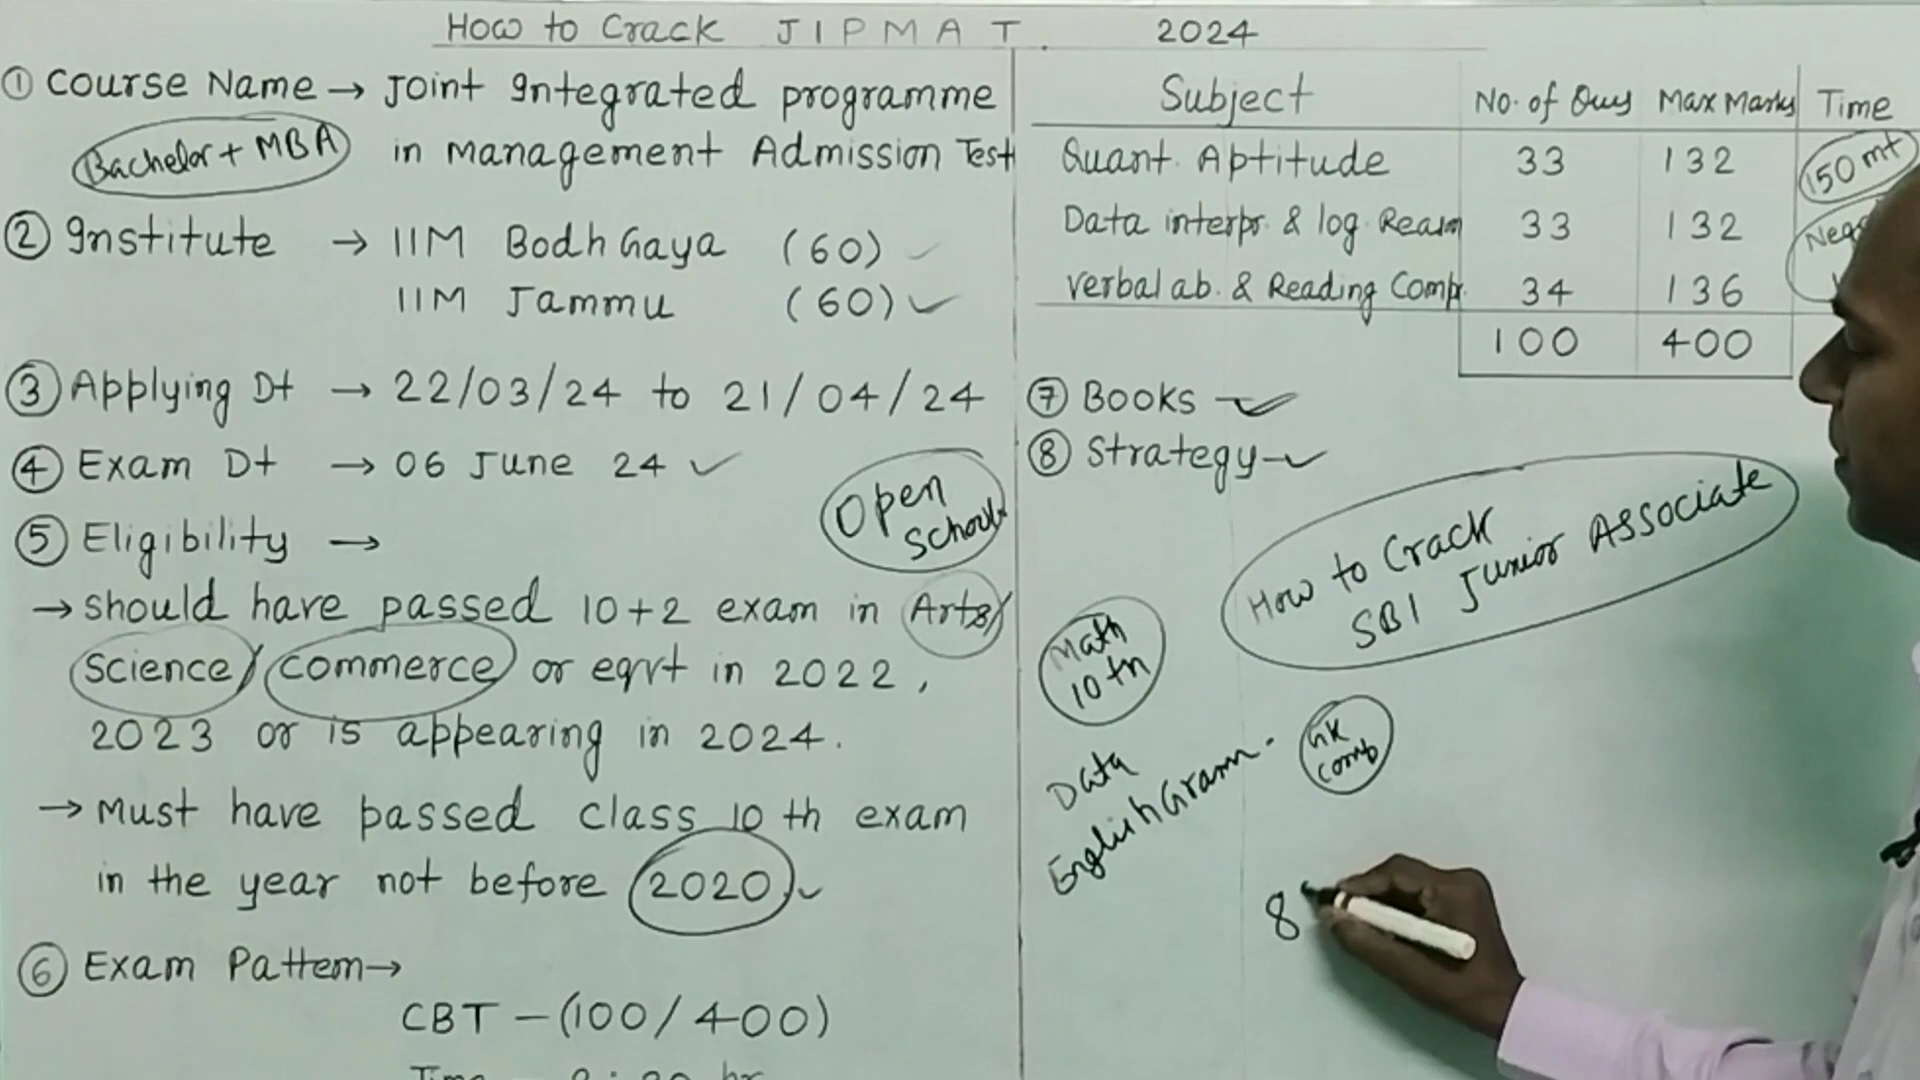 How to Crack JIPMAT 2024
① Course Name → Joint Integrated programme
Bachelor + MBA
in management Admission Test
② Institute → IIM BodhGaya (60)
IIM Jammu (60)
③ Applying Dt → 22/03/24 to 21/04/24
④ Exam Dt → 06 June 24
Open
School
⑤ Eligibility →
→ should have passed 10+2 exam in Arts/
Science/Commerce or eqvt in 2022,
2023 or is appearing in 2024.
→ Must have passed class 10 th exam
in the year not before 2020
⑥ Exam Pattern→
CBT - (100/400)
Subject No. of Ques Max Marks Time
Quant. Aptitude 33 132 150 mt
Data interpr. & log. Reason 33 132
Verbal ab. & Reading Compr. 34 136
100 400
⑦ Books
⑧ Strategy
How to Crack
SBI Junior Associate
Math
10 th
GK
Comp
Data
English Gramm.
8